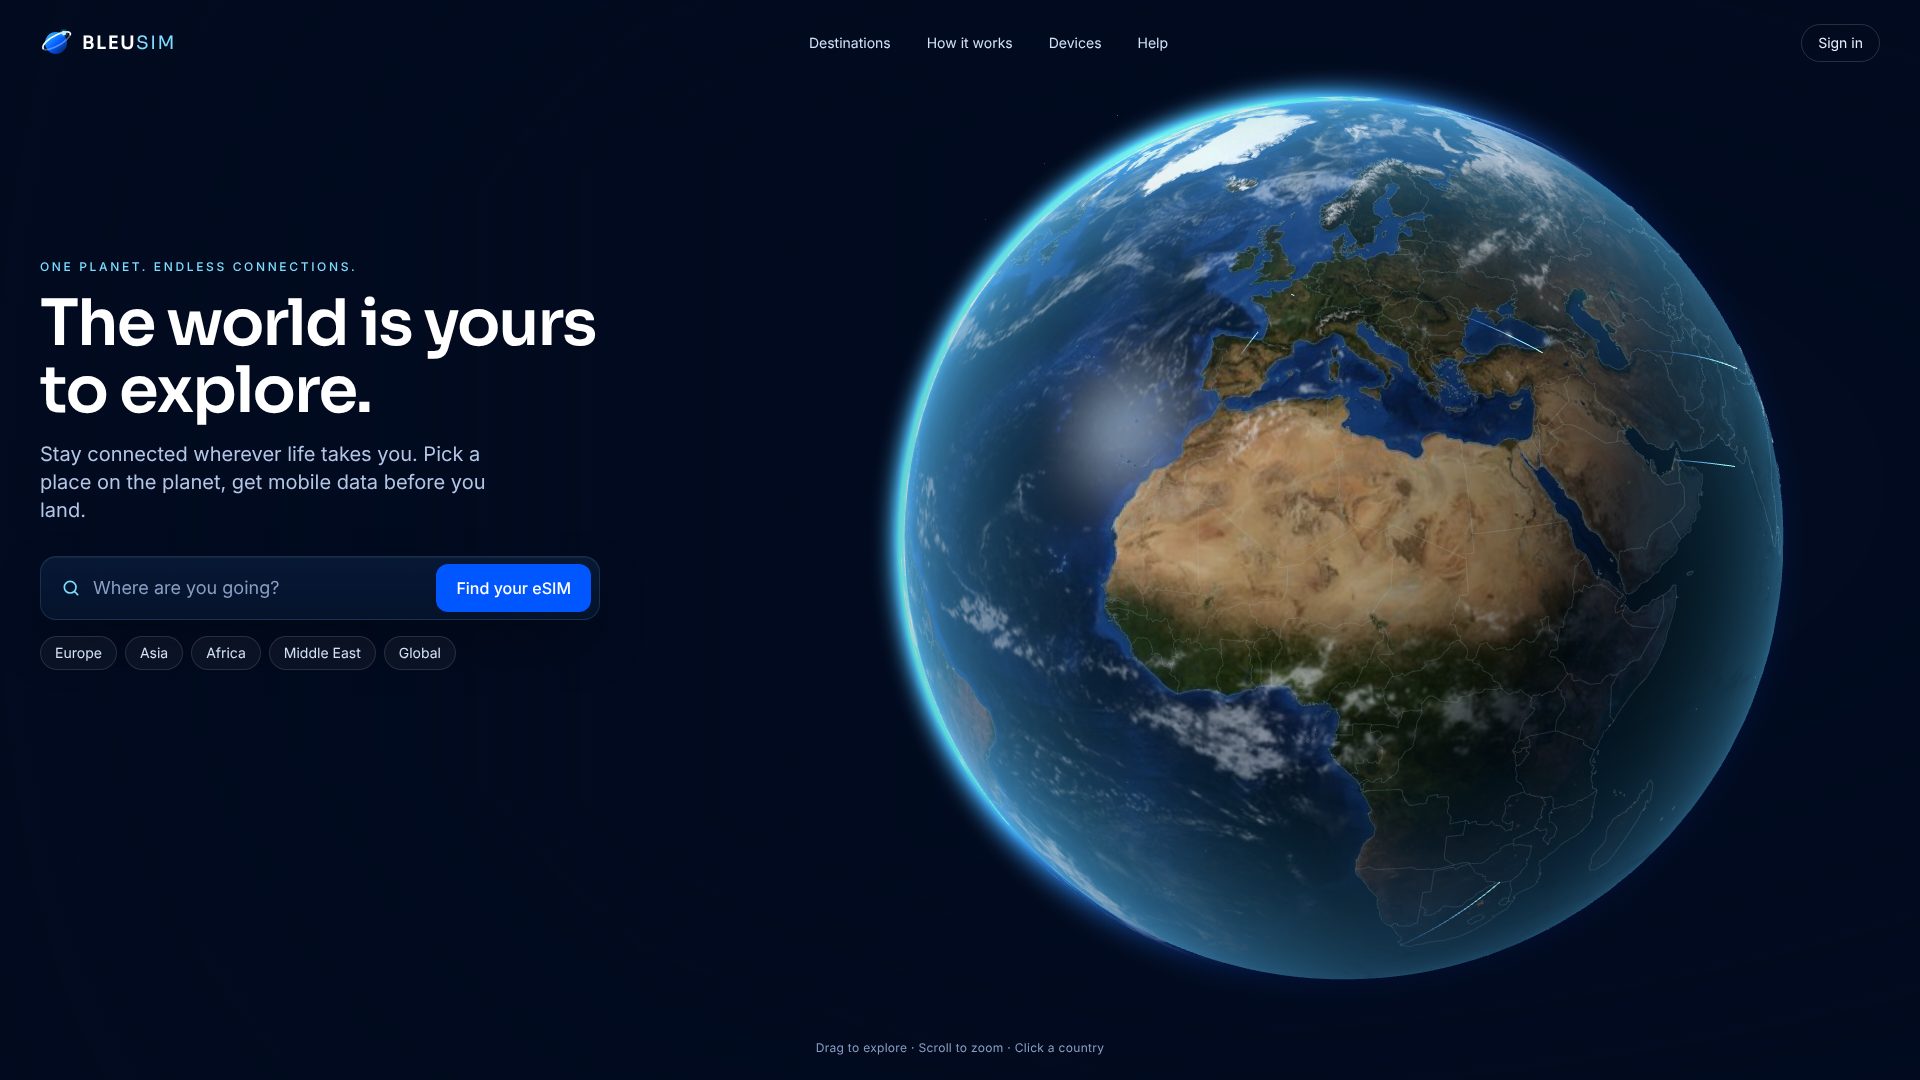 BLEUSIM
Destinations
How it works
Devices
Help
Sign in
ONE PLANET. ENDLESS CONNECTIONS.
The world is yours
to explore.
Stay connected wherever life takes you. Pick a
place on the planet, get mobile data before you
land.
Where are you going?
Find your eSIM
Europe
Asia
Africa
Middle East
Global
Drag to explore · Scroll to zoom · Click a country